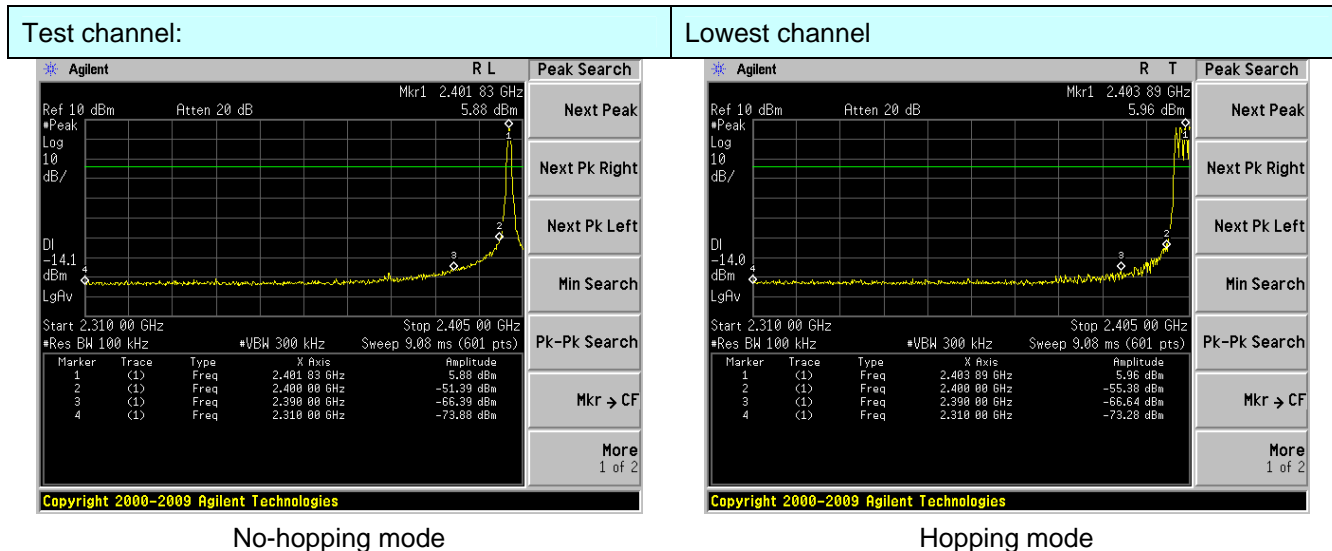 Test channel:
Lowest channel
Agilent
R L
Peak Search
Mkr1 2.401 83 GHz
Ref 10 dBm Atten 20 dB 5.88 dBm
#Peak
Log
10
dB/
DI
-14.1
dBm
LgAv
1
2
3
4
Start 2.310 00 GHz Stop 2.405 00 GHz
#Res BW 100 kHz #VBW 300 kHz Sweep 9.08 ms (601 pts)
Marker Trace Type X Axis Amplitude
1 (1) Freq 2.401 83 GHz 5.88 dBm
2 (1) Freq 2.400 00 GHz -51.39 dBm
3 (1) Freq 2.390 00 GHz -66.39 dBm
4 (1) Freq 2.310 00 GHz -73.88 dBm
Next Peak
Next Pk Right
Next Pk Left
Min Search
Pk-Pk Search
Mkr → CF
More
1 of 2
Copyright 2000-2009 Agilent Technologies
No-hopping mode
Agilent
R T
Peak Search
Mkr1 2.403 89 GHz
Ref 10 dBm Atten 20 dB 5.96 dBm
#Peak
Log
10
dB/
DI
-14.0
dBm
LgAv
1
2
3
4
Start 2.310 00 GHz Stop 2.405 00 GHz
#Res BW 100 kHz #VBW 300 kHz Sweep 9.08 ms (601 pts)
Marker Trace Type X Axis Amplitude
1 (1) Freq 2.403 89 GHz 5.96 dBm
2 (1) Freq 2.400 00 GHz -55.38 dBm
3 (1) Freq 2.390 00 GHz -66.64 dBm
4 (1) Freq 2.310 00 GHz -73.28 dBm
Next Peak
Next Pk Right
Next Pk Left
Min Search
Pk-Pk Search
Mkr → CF
More
1 of 2
Copyright 2000-2009 Agilent Technologies
Hopping mode